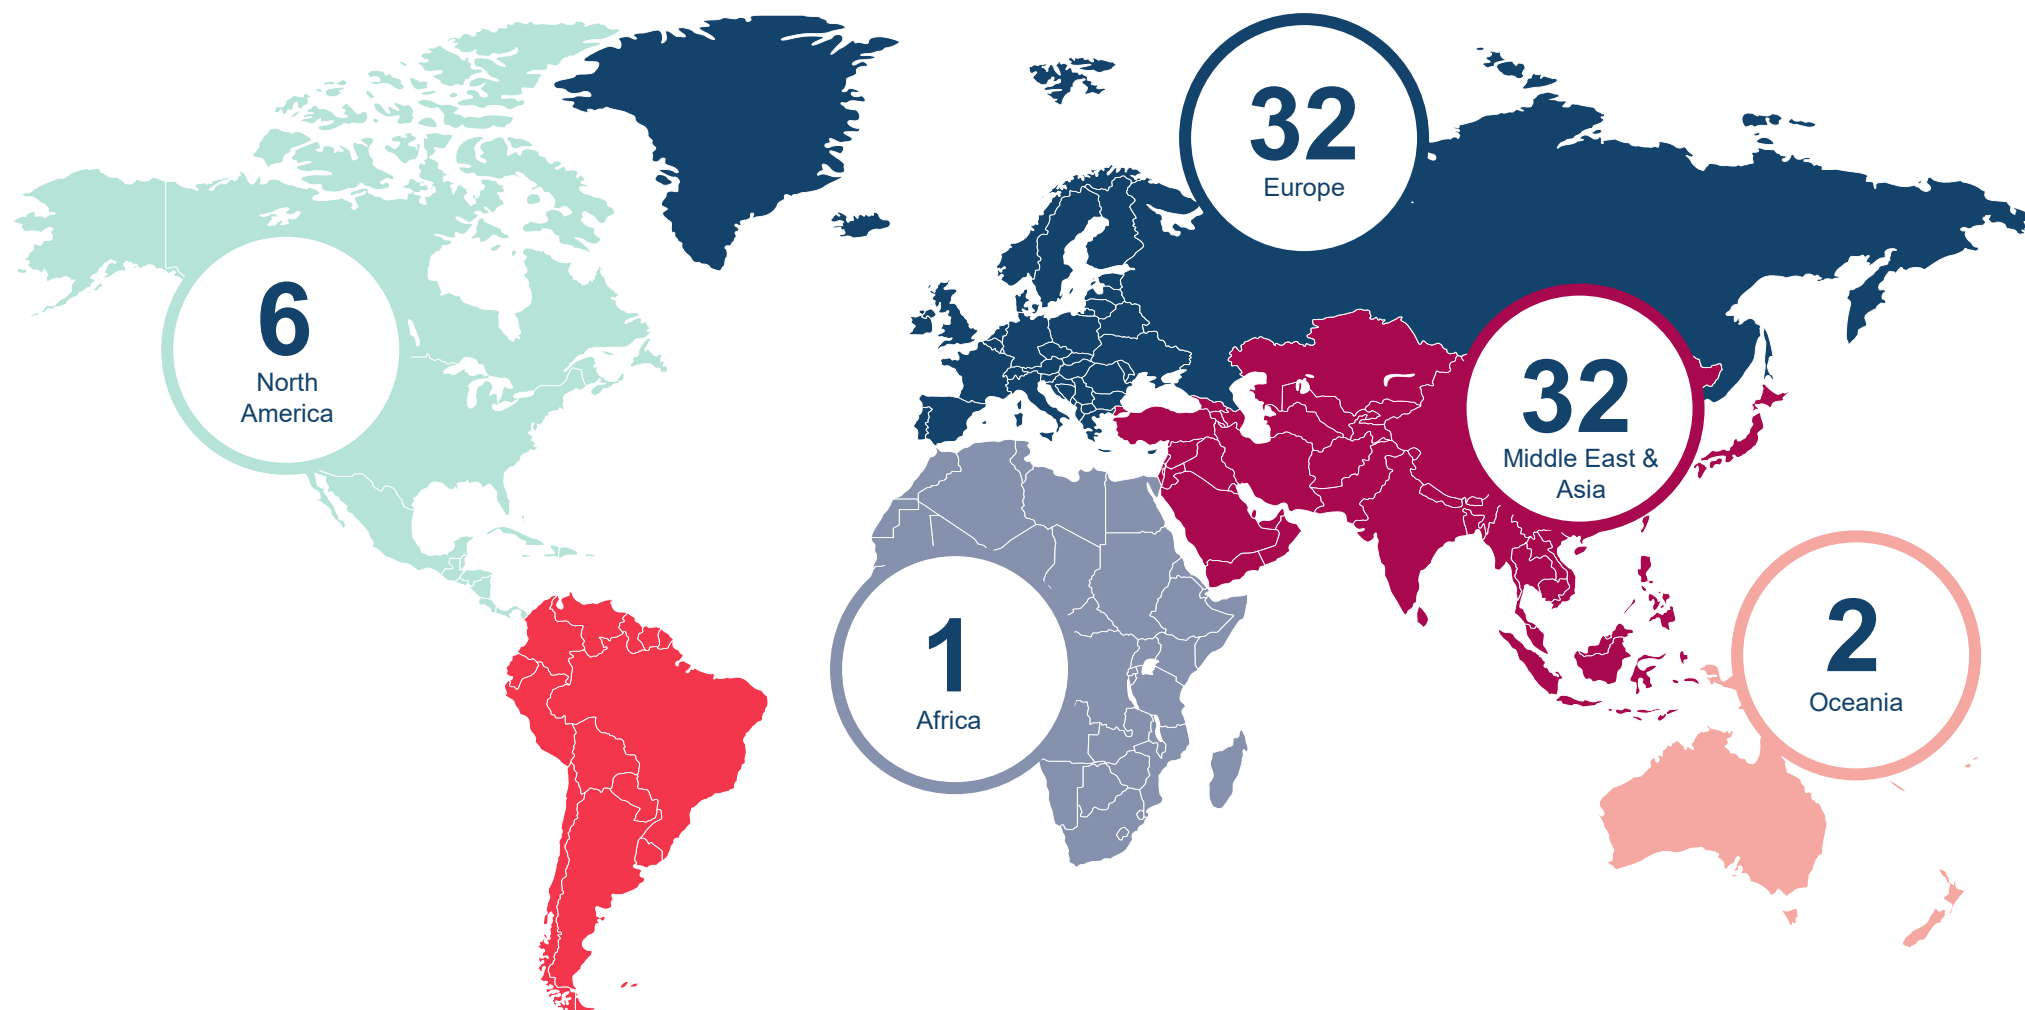 32
Europe
6
North
America
32
Middle East &
Asia
1
Africa
2
Oceania